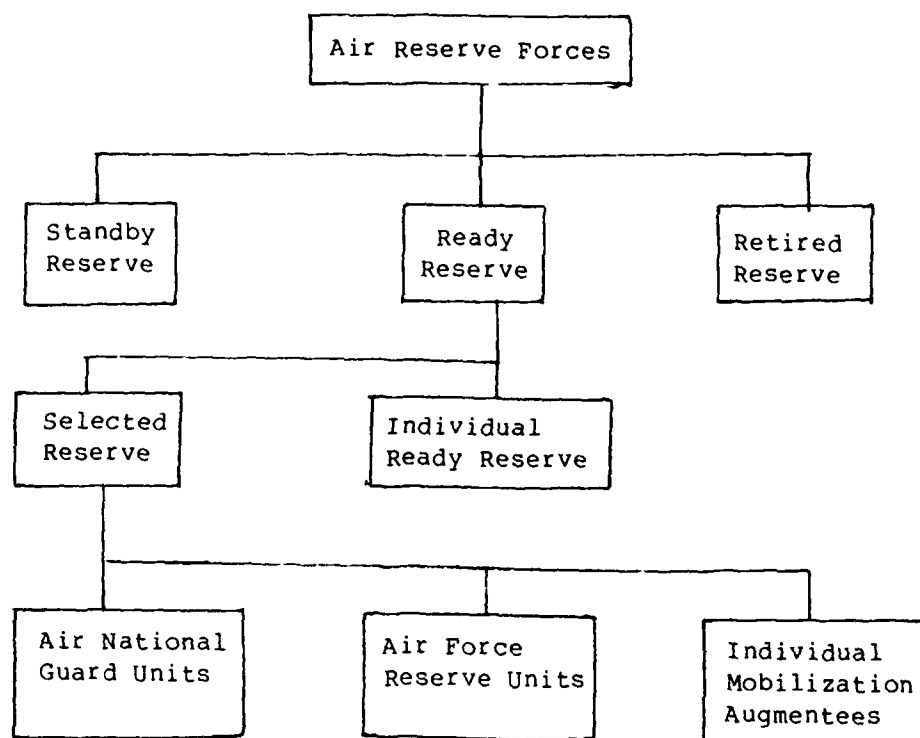 Air Reserve Forces
Standby
Reserve
Ready
Reserve
Retired
Reserve
Selected
Reserve
Individual
Ready Reserve
Air National
Guard Units
Air Force
Reserve Units
Individual
Mobilization
Augmentees